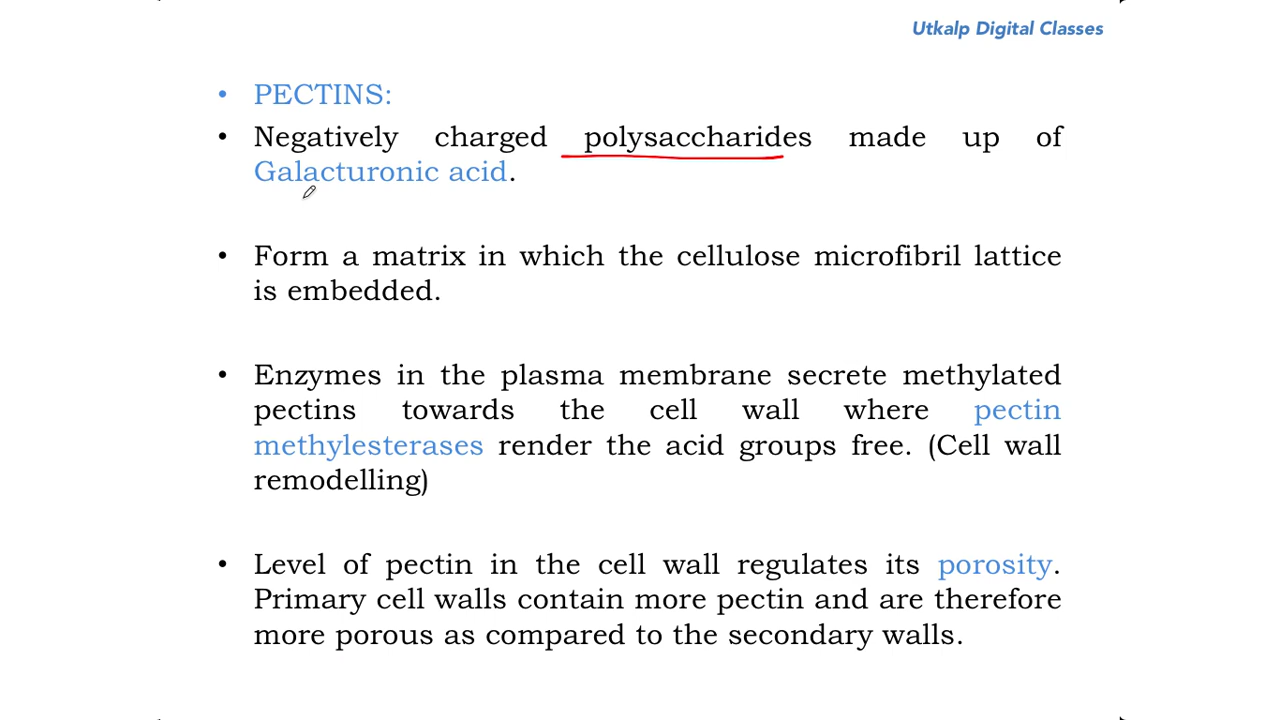 Utkalp Digital Classes
• PECTINS:
• Negatively charged polysaccharides made up of
Galacturonic acid.
• Form a matrix in which the cellulose microfibril lattice
is embedded.
• Enzymes in the plasma membrane secrete methylated
pectins towards the cell wall where pectin
methylesterases render the acid groups free. (Cell wall
remodelling)
• Level of pectin in the cell wall regulates its porosity.
Primary cell walls contain more pectin and are therefore
more porous as compared to the secondary walls.